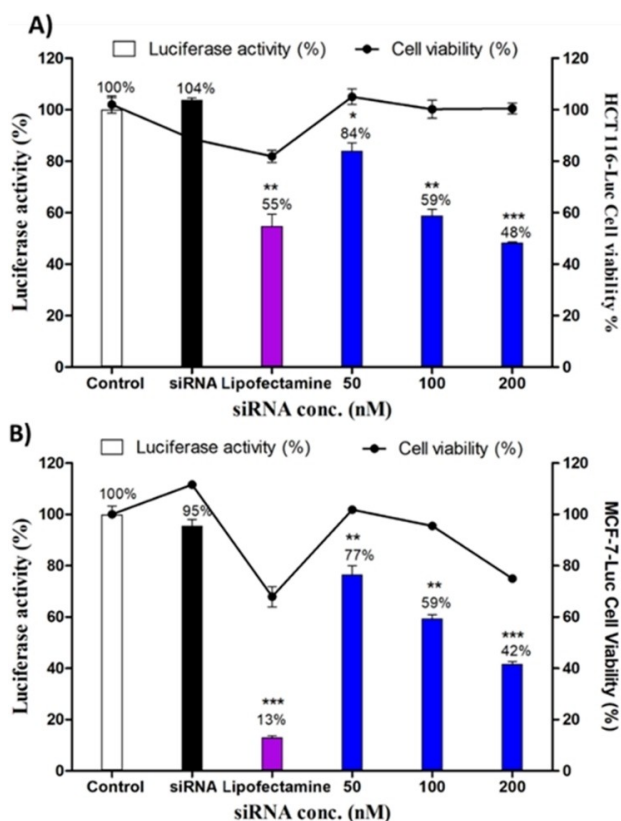 A)
Luciferase activity (%) Cell viability (%)
120 120
100 100
80 80
60 60
40 40
20 20
0 0
Luciferase activity (%)
HCT 116-Luc Cell viability %
100% 104%
** 55%
* 84%
** 59%
*** 48%
Control siRNA Lipofectamine 50 100 200
siRNA conc. (nM)
B)
Luciferase activity (%) Cell viability (%)
120 120
100 100
80 80
60 60
40 40
20 20
0 0
Luciferase activity (%)
MCF-7-Luc Cell Viability (%)
100% 95%
*** 13%
** 77%
** 59%
*** 42%
Control siRNA Lipofectamine 50 100 200
siRNA conc. (nM)